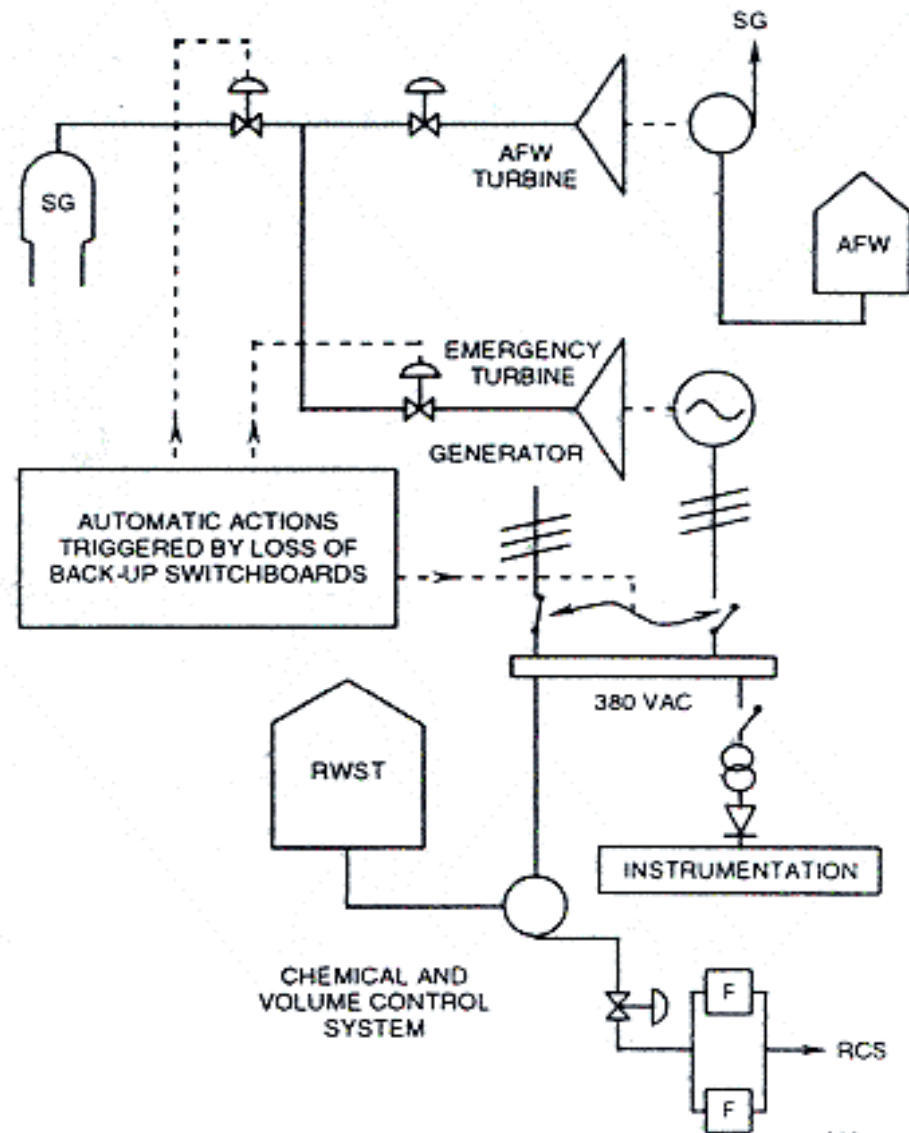 SG
SG
AFW
TURBINE
AFW
EMERGENCY
TURBINE
GENERATOR
AUTOMATIC ACTIONS
TRIGGERED BY LOSS OF
BACK-UP SWITCHBOARDS
380 VAC
RWST
INSTRUMENTATION
CHEMICAL AND
VOLUME CONTROL
SYSTEM
F
RCS
F